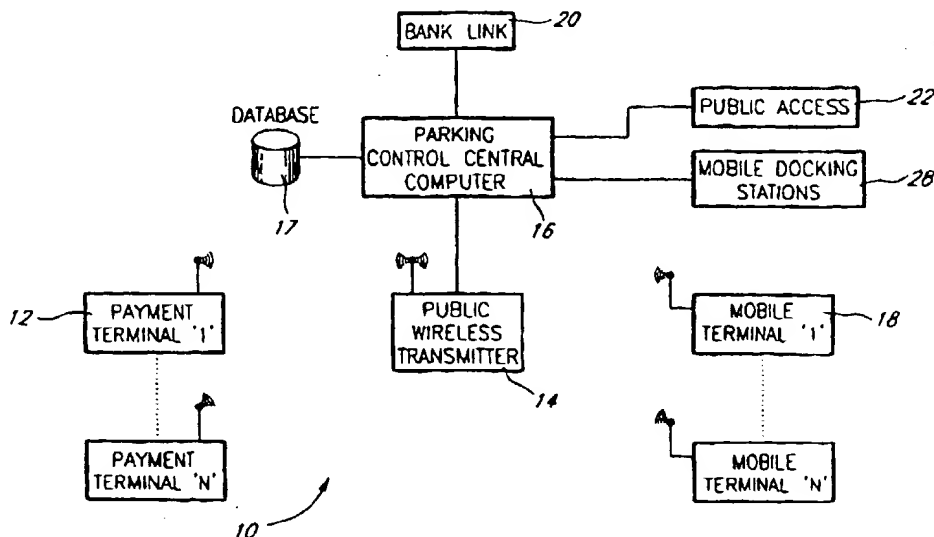 20
BANK LINK
PUBLIC ACCESS
22
DATABASE
PARKING
CONTROL CENTRAL
COMPUTER
MOBILE DOCKING
STATIONS
28
17
16
12
PAYMENT
TERMINAL '1'
PUBLIC
WIRELESS
TRANSMITTER
MOBILE
TERMINAL '1'
18
14
PAYMENT
TERMINAL 'N'
MOBILE
TERMINAL 'N'
10